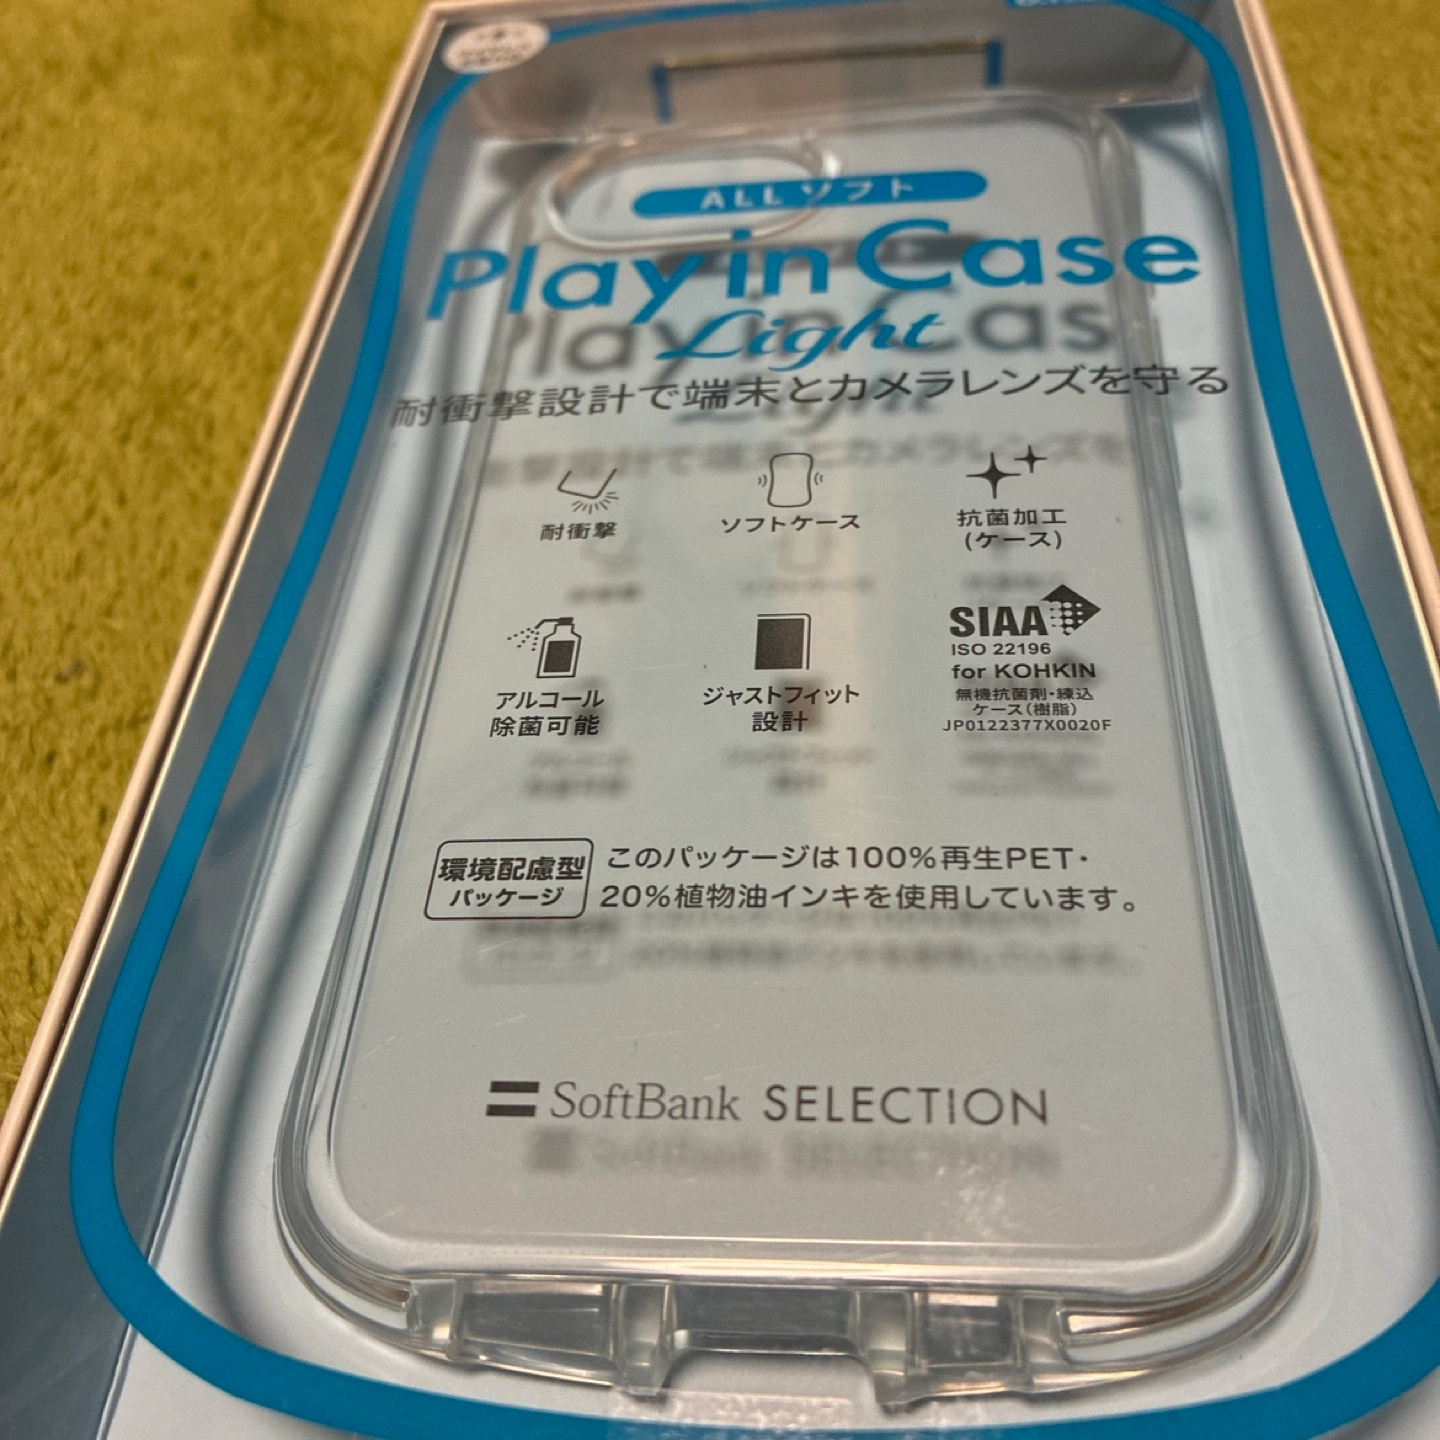 ALL ソフト
Play in Case
Light
耐衝撃設計で端末とカメラレンズを守る
耐衝撃
ソフトケース
抗菌加工
(ケース)
アルコール
除菌可能
ジャストフィット
設計
SIAA
ISO 22196
for KOHKIN
無機抗菌剤・練込
ケース(樹脂)
JP0122377X0020F
環境配慮型
パッケージ
このパッケージは100%再生PET・
20%植物油インキを使用しています。
SoftBank SELECTION